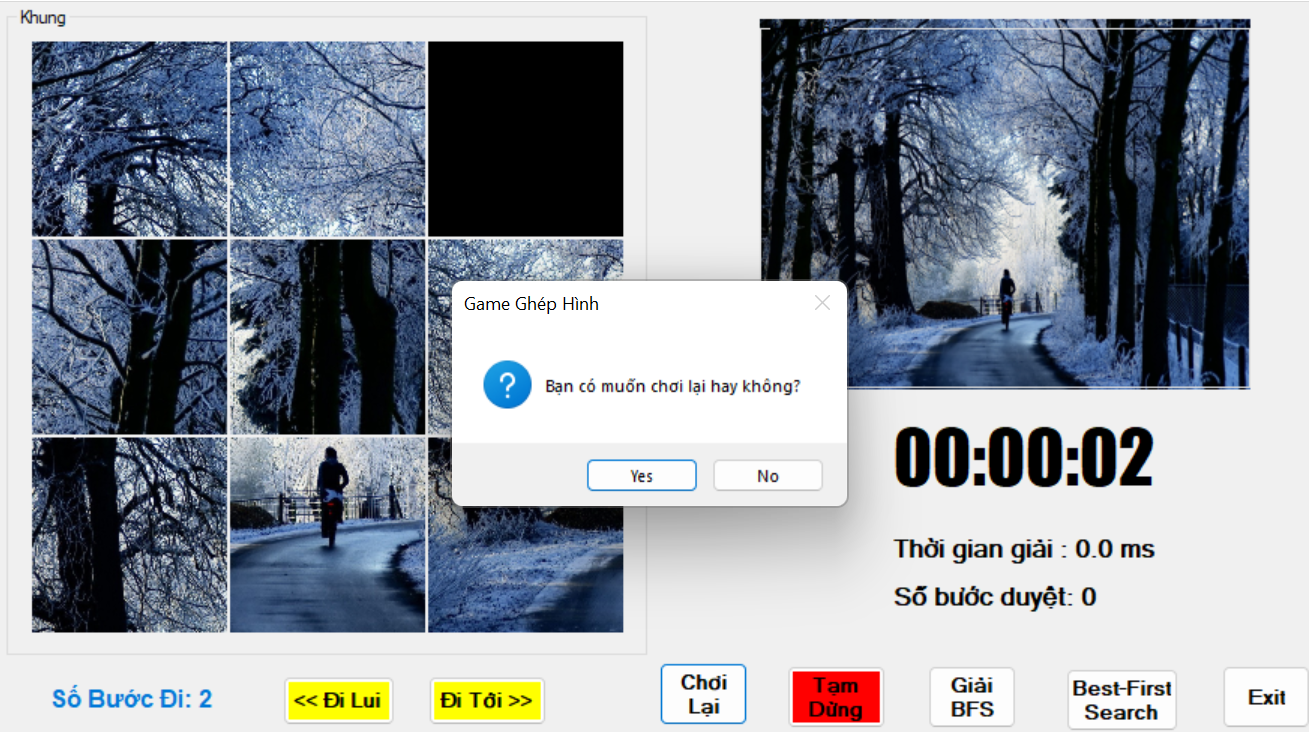 Khung
Game Ghép Hình
Bạn có muốn chơi lại hay không?
Yes
No
00:00:02
Thời gian giải : 0.0 ms
Số bước duyệt: 0
Số Bước Đi: 2
<< Đi Lui
Đi Tới >>
Chơi
Lại
Tạm
Dừng
Giải
BFS
Best-First
Search
Exit